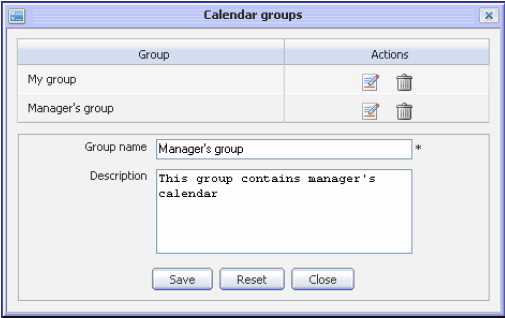 Calendar groups
Group Actions
My group
Manager's group
Group name Manager's group *
Description This group contains manager's
calendar
Save Reset Close